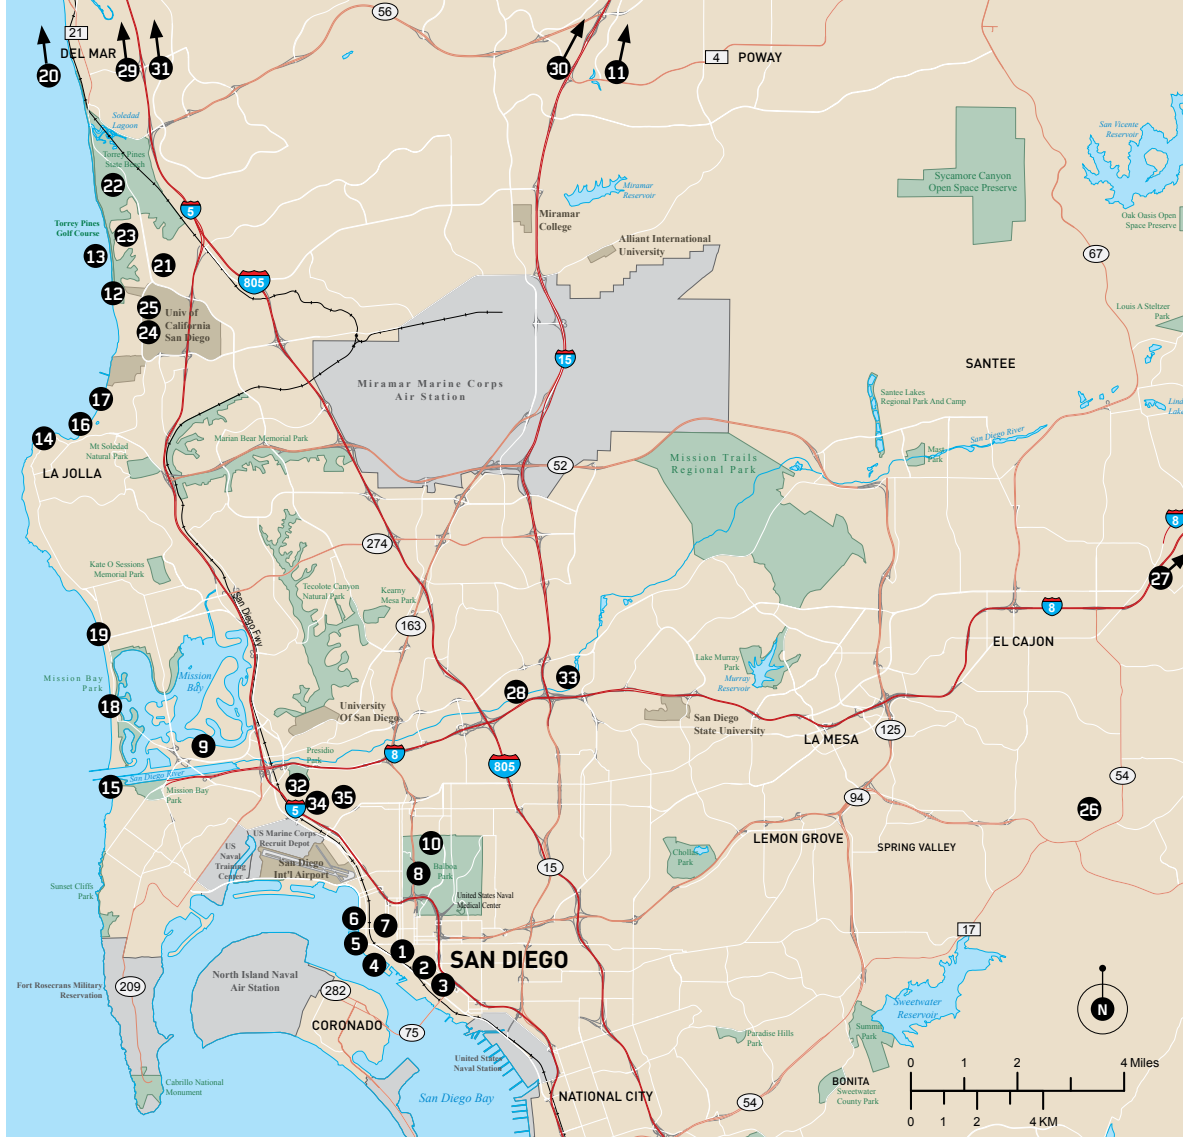 56
21
DEL MAR
20
29
31
30
11
4
POWAY
Soledad
Lagoon
Torrey Pines
State Beach
22
San Vicente
Reservoir
Sycamore Canyon
Open Space Preserve
Miramar
Reservoir
5
Miramar
College
Oak Oasis Open
Space Preserve
Torrey Pines
Golf Course
23
13
21
Alliant International
University
67
805
12
25
24
Univ of
California
San Diego
Louis A Steltzer
Park
15
SANTEE
Miramar Marine Corps
Air Station
17
16
14
Santee Lakes
Regional Park And Camp
Lind
Lake
Mt Soledad
Natural Park
Marian Bear Memorial Park
San Diego River
Mast
Park
LA JOLLA
52
Mission Trails
Regional Park
8
274
27
Kate O Sessions
Memorial Park
Tecolote Canyon
Natural Park
Kearny
Mesa Park
San Diego Fwy
163
8
19
EL CAJON
Mission Bay
Park
Mission
Bay
Lake Murray
Park
Murray
Reservoir
33
28
18
University
Of San Diego
San Diego
State University
125
LA MESA
9
Presidio
Park
8
805
San Diego River
15
Mission Bay
Park
32
34
35
5
54
94
26
US Marine Corps
Recruit Depot
US
Naval
Training
Center
San Diego
Int'l Airport
10
8
Balboa
Park
LEMON GROVE
SPRING VALLEY
Chollas
Park
15
United States Naval
Medical Center
Sunset Cliffs
Park
6
7
5
1
4
2
3
SAN DIEGO
17
Fort Rosecrans Military
Reservation
209
North Island Naval
Air Station
282
CORONADO
75
Sweetwater
Reservoir
N
Summit
Park
Paradise Hills
Park
United States
Naval Station
Cabrillo National
Monument
San Diego Bay
NATIONAL CITY
54
BONITA
Sweetwater
County Park
0 1 2 4 Miles
0 1 2 4 KM